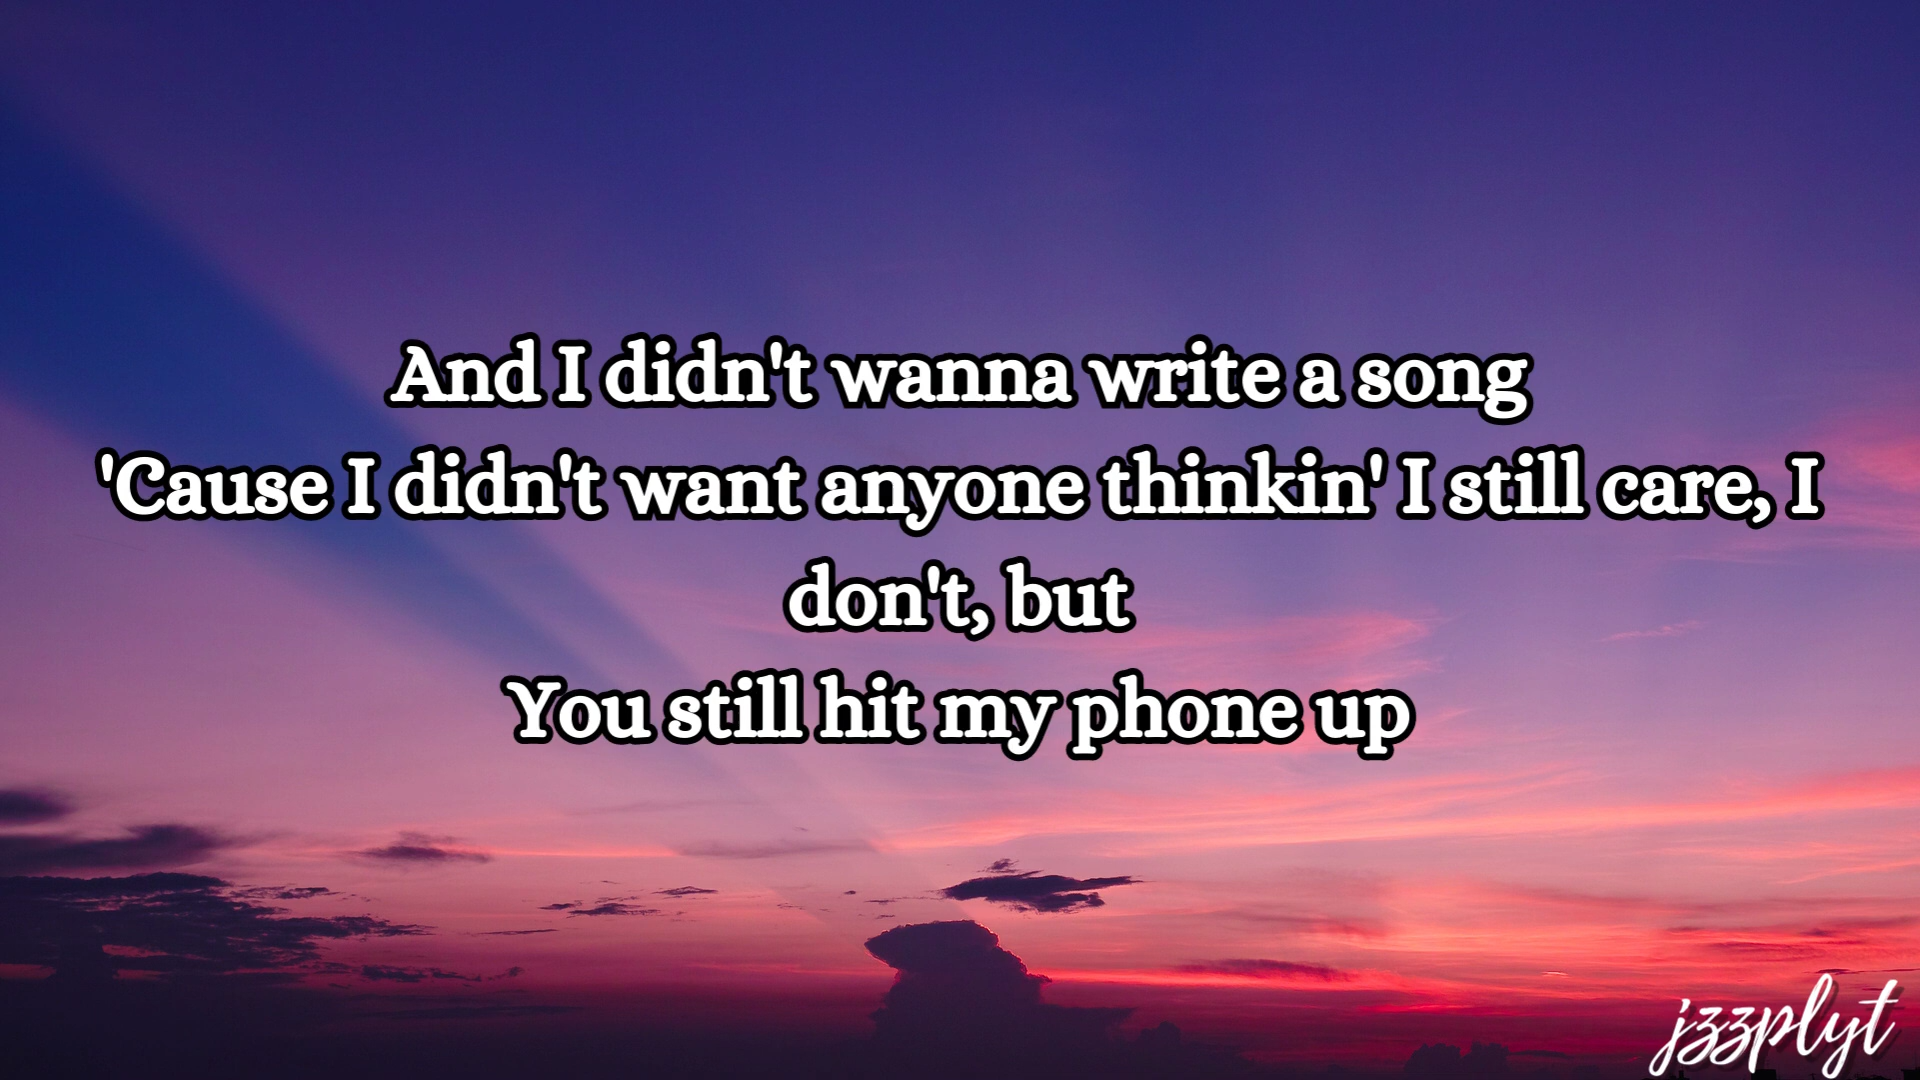 And I didn't wanna write a song
'Cause I didn't want anyone thinkin' I still care, I
don't, but
You still hit my phone up
jzzplyt